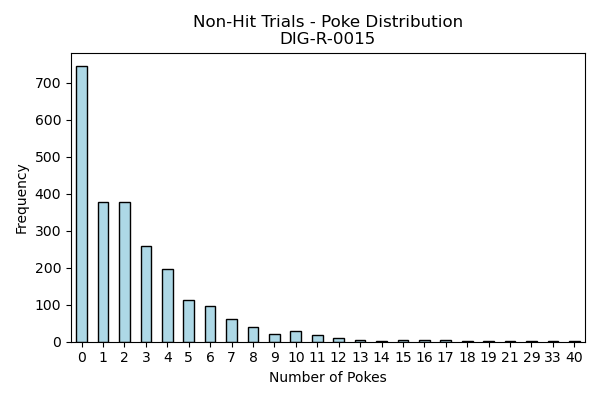 Non-Hit Trials - Poke Distribution
DIG-R-0015
Frequency
700
600
500
400
300
200
100
0
0 1 2 3 4 5 6 7 8 9 10 11 12 13 14 15 16 17 18 19 21 29 33 40
Number of Pokes